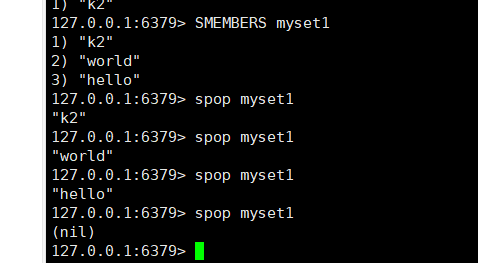 1) "k2"
127.0.0.1:6379> SMEMBERS myset1
1) "k2"
2) "world"
3) "hello"
127.0.0.1:6379> spop myset1
"k2"
127.0.0.1:6379> spop myset1
"world"
127.0.0.1:6379> spop myset1
"hello"
127.0.0.1:6379> spop myset1
(nil)
127.0.0.1:6379>